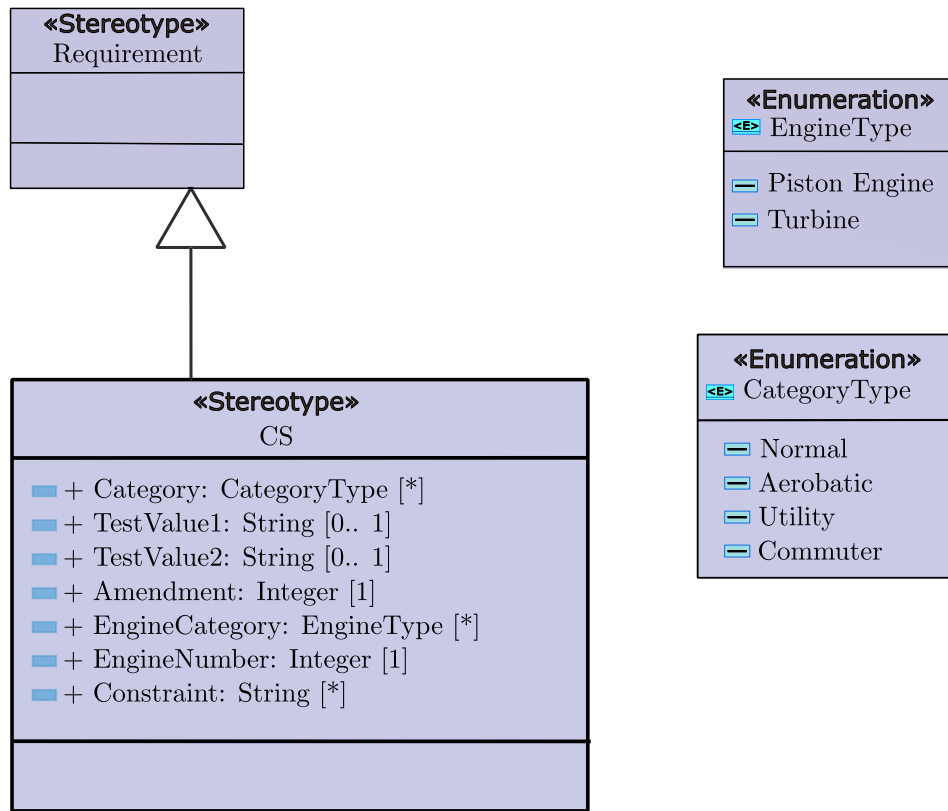 «Stereotype»
Requirement
«Enumeration»
<E> EngineType
Piston Engine
Turbine
«Enumeration»
<E> CategoryType
Normal
Aerobatic
Utility
Commuter
«Stereotype»
CS
+ Category: CategoryType [*]
+ TestValue1: String [0.. 1]
+ TestValue2: String [0.. 1]
+ Amendment: Integer [1]
+ EngineCategory: EngineType [*]
+ EngineNumber: Integer [1]
+ Constraint: String [*]